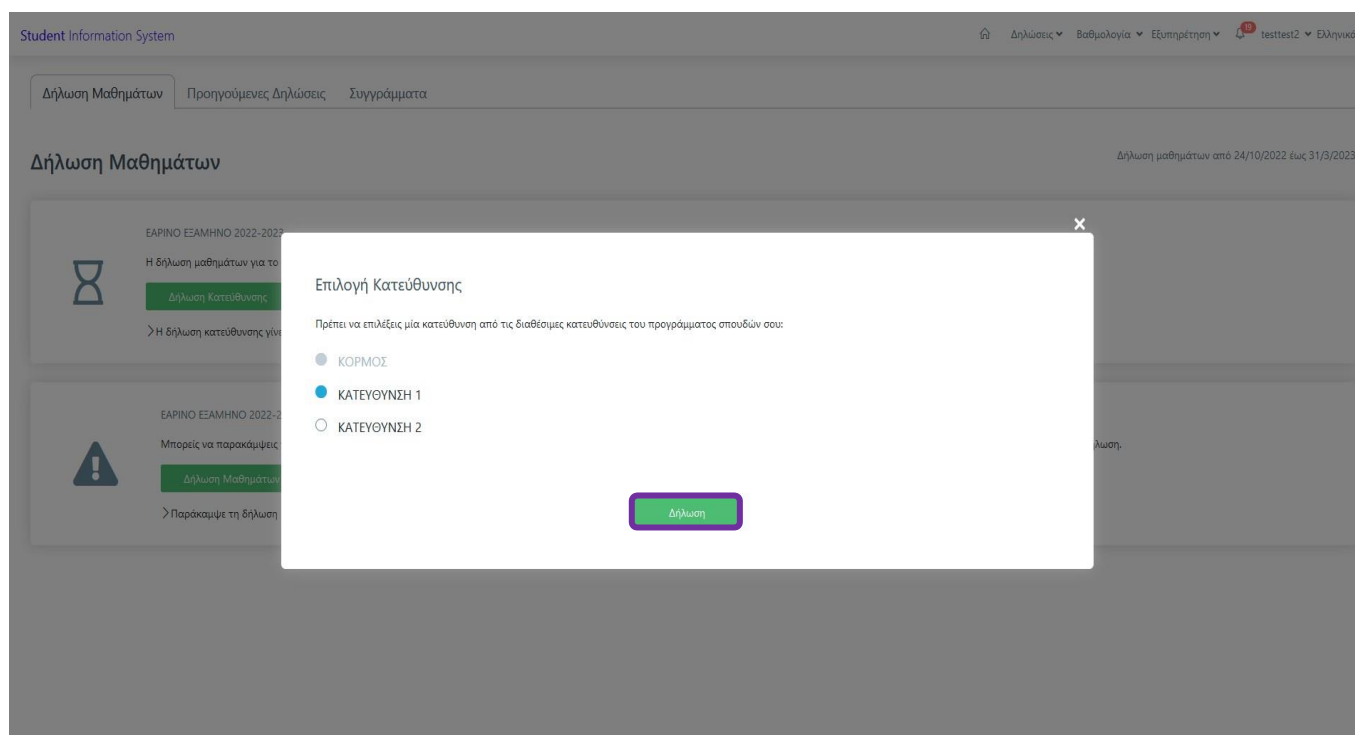 Student Information System
Δηλώσεις Βαθμολογία Εξυπηρέτηση 19 testtest2 Ελληνικά
Δήλωση Μαθημάτων Προηγούμενες Δηλώσεις Συγγράμματα
Δήλωση Μαθημάτων
Δήλωση μαθημάτων από 24/10/2022 έως 31/3/2023
ΕΑΡΙΝΟ ΕΞΑΜΗΝΟ 2022-2023
Η δήλωση μαθημάτων για το
Δήλωση Κατεύθυνσης
Η δήλωση κατεύθυνσης γίνε
Επιλογή Κατεύθυνσης
Πρέπει να επιλέξεις μία κατεύθυνση από τις διαθέσιμες κατευθύνσεις του προγράμματος σπουδών σου:
ΚΟΡΜΟΣ
ΚΑΤΕΥΘΥΝΣΗ 1
ΚΑΤΕΥΘΥΝΣΗ 2
Δήλωση
ΕΑΡΙΝΟ ΕΞΑΜΗΝΟ 2022-2
Μπορείς να παρακάμψεις
λωση.
Δήλωση Μαθημάτων
Παράκαμψε τη δήλωση